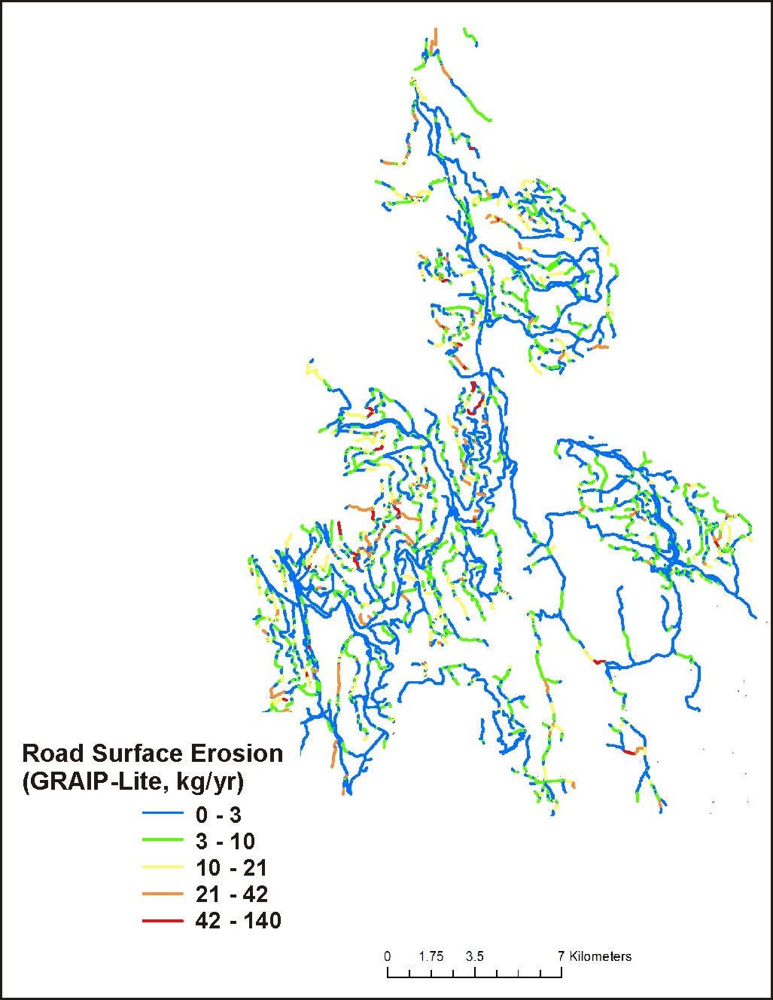 Road Surface Erosion
(GRAIP-Lite, kg/yr)
0 - 3
3 - 10
10 - 21
21 - 42
42 - 140
0 1.75 3.5 7 Kilometers